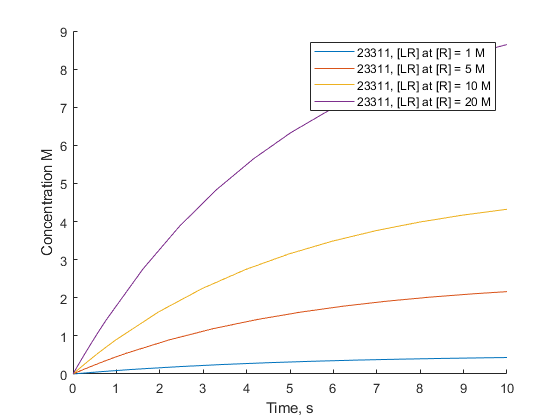 9
8
7
6
5
4
3
2
1
0
Concentration M
23311, [LR] at [R] = 1 M
23311, [LR] at [R] = 5 M
23311, [LR] at [R] = 10 M
23311, [LR] at [R] = 20 M
0 1 2 3 4 5 6 7 8 9 10
Time, s